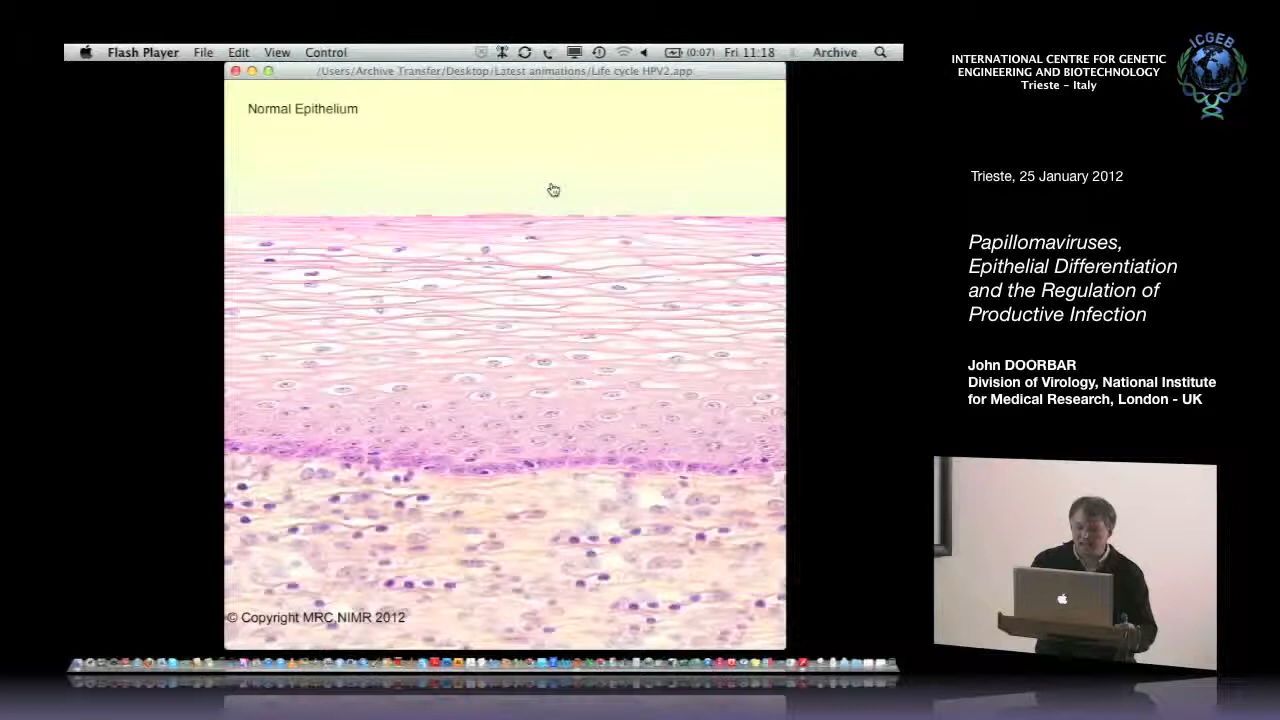 Flash Player File Edit View Control (0:07) Fri 11:18 Archive
/Users/Archive Transfer/Desktop/Latest animations/Life cycle HPV2.app
Normal Epithelium
© Copyright MRC NIMR 2012
INTERNATIONAL CENTRE FOR GENETIC
ENGINEERING AND BIOTECHNOLOGY
Trieste - Italy
ICGEB
Trieste, 25 January 2012
Papillomaviruses,
Epithelial Differentiation
and the Regulation of
Productive Infection
John DOORBAR
Division of Virology, National Institute
for Medical Research, London - UK